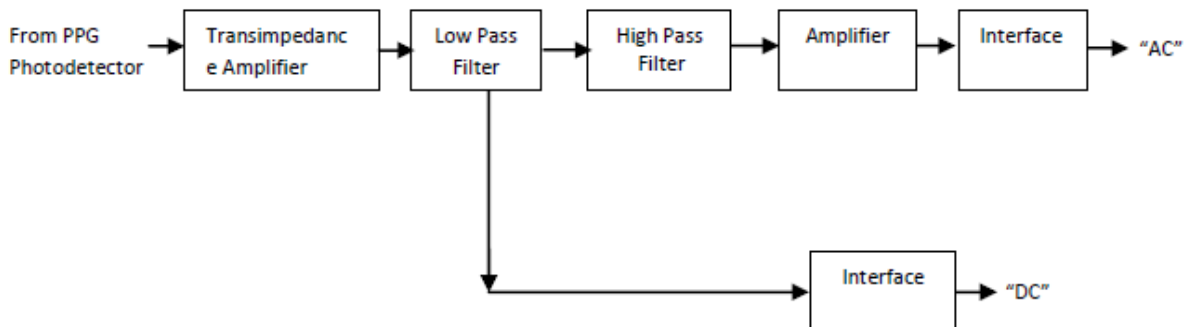 From PPG
Photodetector
Transimpedanc
e Amplifier
Low Pass
Filter
High Pass
Filter
Amplifier
Interface
“AC”
Interface
“DC”